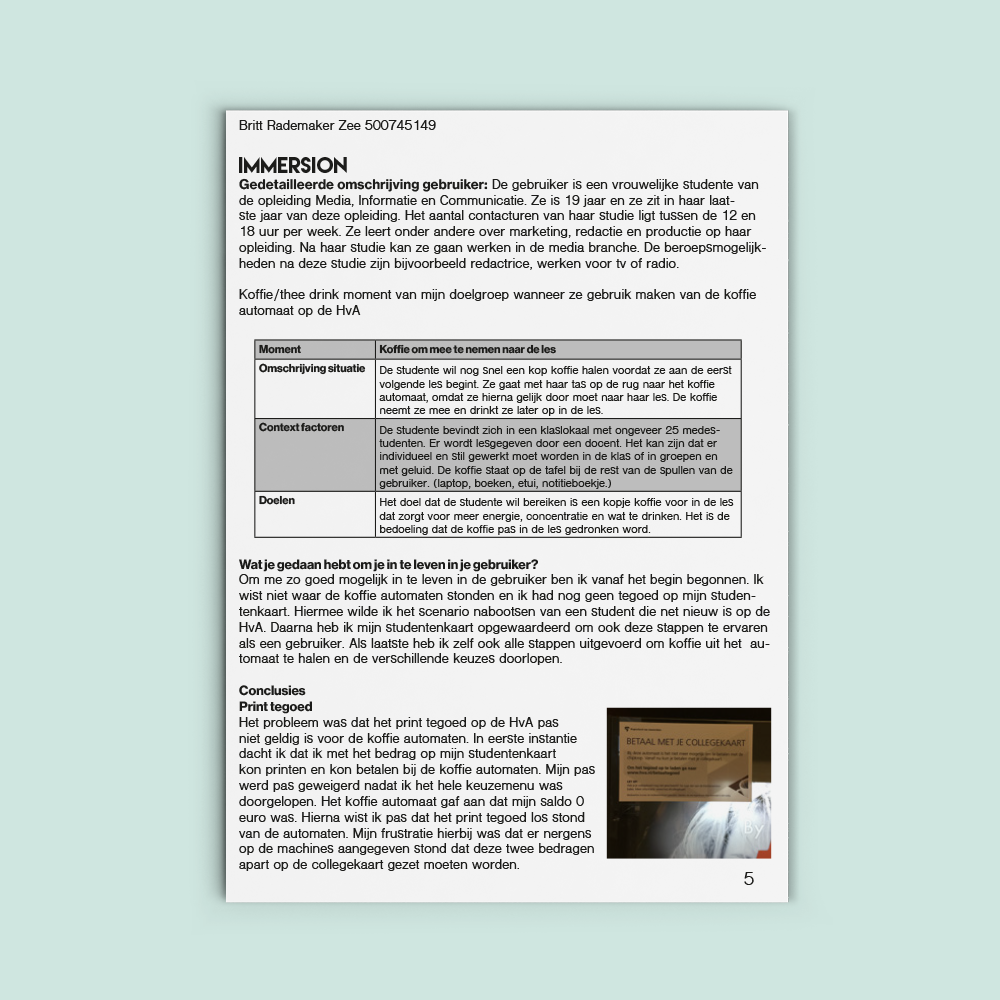 Britt Rademaker Zee 500745149
IMMERSION
Gedetailleerde omschrijving gebruiker: De gebruiker is een vrouwelijke studente van
de opleiding Media, Informatie en Communicatie. Ze is 19 jaar en ze zit in haar laat-
ste jaar van deze opleiding. Het aantal contacturen van haar studie ligt tussen de 12 en
18 uur per week. Ze leert onder andere over marketing, redactie en productie op haar
opleiding. Na haar studie kan ze gaan werken in de media branche. De beroepsmogelijk-
heden na deze studie zijn bijvoorbeeld redactrice, werken voor tv of radio.
Koffie/thee drink moment van mijn doelgroep wanneer ze gebruik maken van de koffie
automaat op de HvA
Moment Koffie om mee te nemen naar de les
Omschrijving situatie De studente wil nog snel een kop koffie halen voordat ze aan de eerst
volgende les begint. Ze gaat met haar tas op de rug naar het koffie
automaat, omdat ze hierna gelijk door moet naar haar les. De koffie
neemt ze mee en drinkt ze later op in de les.
Context factoren De studente bevindt zich in een klaslokaal met ongeveer 25 medes-
tudenten. Er wordt lesgegeven door een docent. Het kan zijn dat er
individueel en stil gewerkt moet worden in de klas of in groepen en
met geluid. De koffie staat op de tafel bij de rest van de spullen van de
gebruiker. (laptop, boeken, etui, notitieboekje.)
Doelen Het doel dat de studente wil bereiken is een kopje koffie voor in de les
dat zorgt voor meer energie, concentratie en wat te drinken. Het is de
bedoeling dat de koffie pas in de les gedronken word.
Wat je gedaan hebt om je in te leven in je gebruiker?
Om me zo goed mogelijk in te leven in de gebruiker ben ik vanaf het begin begonnen. Ik
wist niet waar de koffie automaten stonden en ik had nog geen tegoed op mijn studen-
tenkaart. Hiermee wilde ik het scenario nabootsen van een student die net nieuw is op de
HvA. Daarna heb ik mijn studentenkaart opgewaardeerd om ook deze stappen te ervaren
als een gebruiker. Als laatste heb ik zelf ook alle stappen uitgevoerd om koffie uit het au-
tomaat te halen en de verschillende keuzes doorlopen.
Conclusies
Print tegoed
Het probleem was dat het print tegoed op de HvA pas
niet geldig is voor de koffie automaten. In eerste instantie
dacht ik dat ik met het bedrag op mijn studentenkaart
kon printen en kon betalen bij de koffie automaten. Mijn pas
werd pas geweigerd nadat ik het hele keuzemenu was
doorgelopen. Het koffie automaat gaf aan dat mijn saldo 0
euro was. Hierna wist ik pas dat het print tegoed los stond
van de automaten. Mijn frustratie hierbij was dat er nergens
op de machines aangegeven stond dat deze twee bedragen
apart op de collegekaart gezet moeten worden.
BETAAL MET JE COLLEGEKAART
By
5